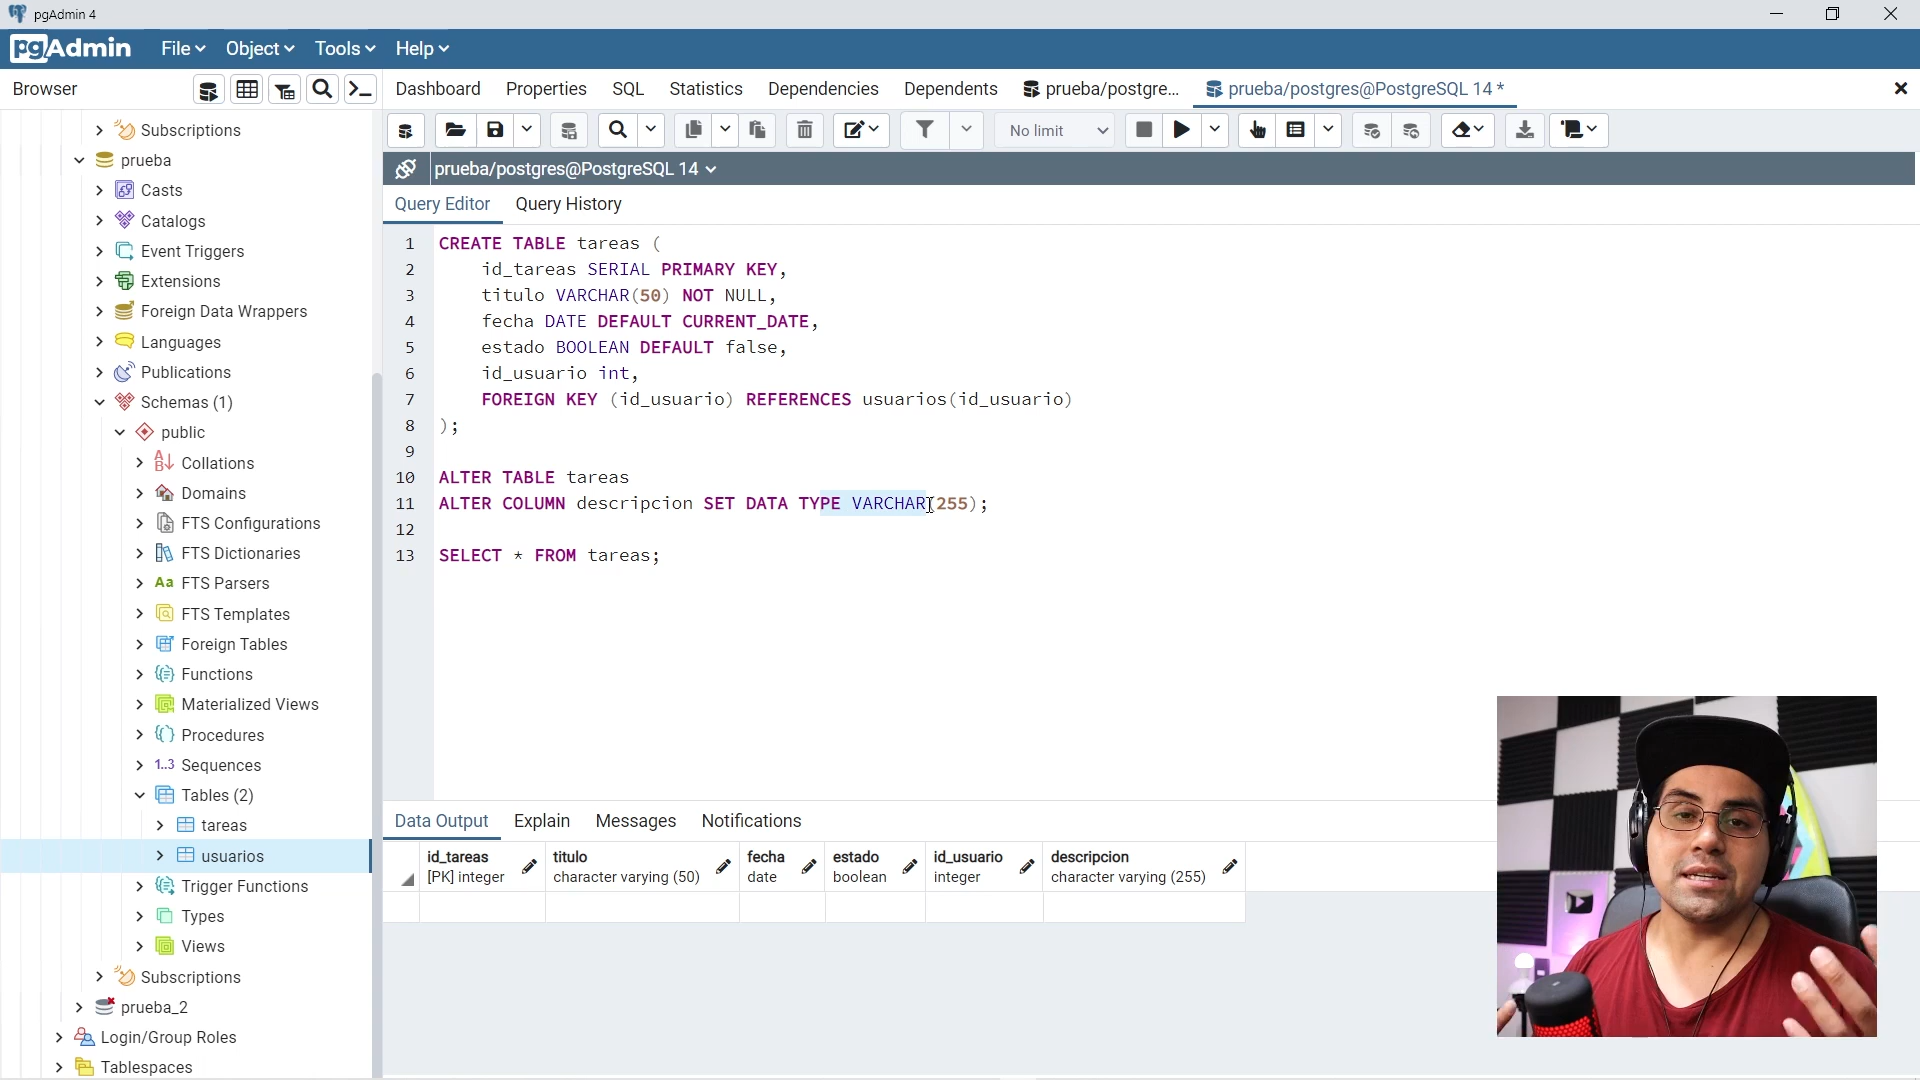 pgAdmin 4
pgAdmin File Object Tools Help
Browser
Dashboard Properties SQL Statistics Dependencies Dependents prueba/postgre... prueba/postgres@PostgreSQL 14 *
No limit
prueba/postgres@PostgreSQL 14
Query Editor Query History
Subscriptions
prueba
Casts
Catalogs
Event Triggers
Extensions
Foreign Data Wrappers
Languages
Publications
Schemas (1)
public
Collations
Domains
FTS Configurations
FTS Dictionaries
Aa FTS Parsers
FTS Templates
Foreign Tables
Functions
Materialized Views
Procedures
1..3 Sequences
Tables (2)
tareas
usuarios
Trigger Functions
Types
Views
Subscriptions
prueba_2
Login/Group Roles
Tablespaces
1 CREATE TABLE tareas (
2 id_tareas SERIAL PRIMARY KEY,
3 titulo VARCHAR(50) NOT NULL,
4 fecha DATE DEFAULT CURRENT_DATE,
5 estado BOOLEAN DEFAULT false,
6 id_usuario int,
7 FOREIGN KEY (id_usuario) REFERENCES usuarios(id_usuario)
8 );
9
10 ALTER TABLE tareas
11 ALTER COLUMN descripcion SET DATA TYPE VARCHAR(255);
12
13 SELECT * FROM tareas;
Data Output Explain Messages Notifications
id_tareas titulo fecha estado id_usuario descripcion
[PK] integer character varying (50) date boolean integer character varying (255)